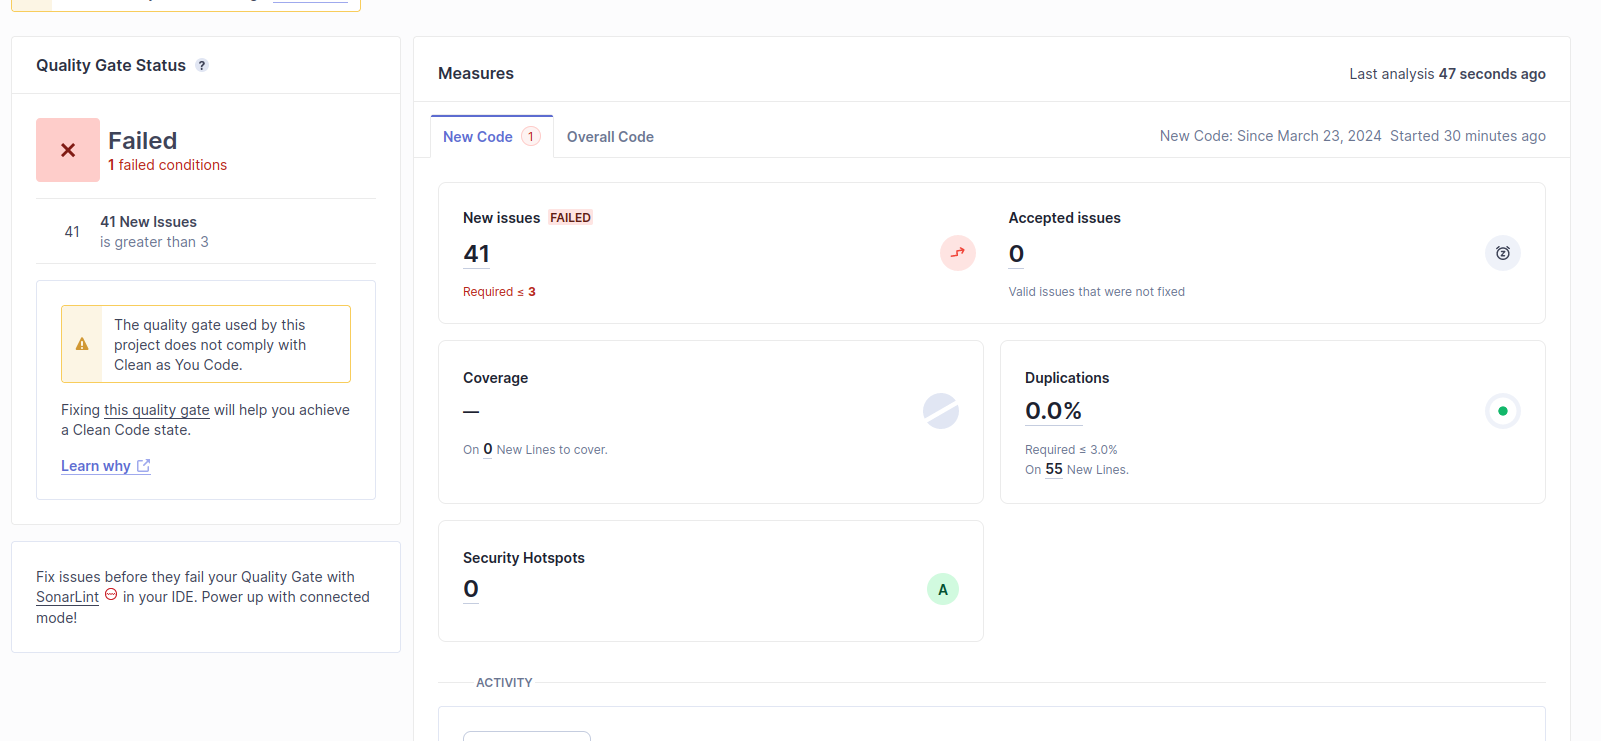 Quality Gate Status ?
Failed
1 failed conditions
41
41 New Issues
is greater than 3
The quality gate used by this
project does not comply with
Clean as You Code.
Fixing this quality gate will help you achieve
a Clean Code state.
Learn why
Fix issues before they fail your Quality Gate with
SonarLint in your IDE. Power up with connected
mode!
Measures
Last analysis 47 seconds ago
New Code 1
Overall Code
New Code: Since March 23, 2024 Started 30 minutes ago
New issues FAILED
41
Required ≤ 3
Accepted issues
0
Valid issues that were not fixed
Coverage
—
On 0 New Lines to cover.
Duplications
0.0%
Required ≤ 3.0%
On 55 New Lines.
Security Hotspots
0
A
ACTIVITY